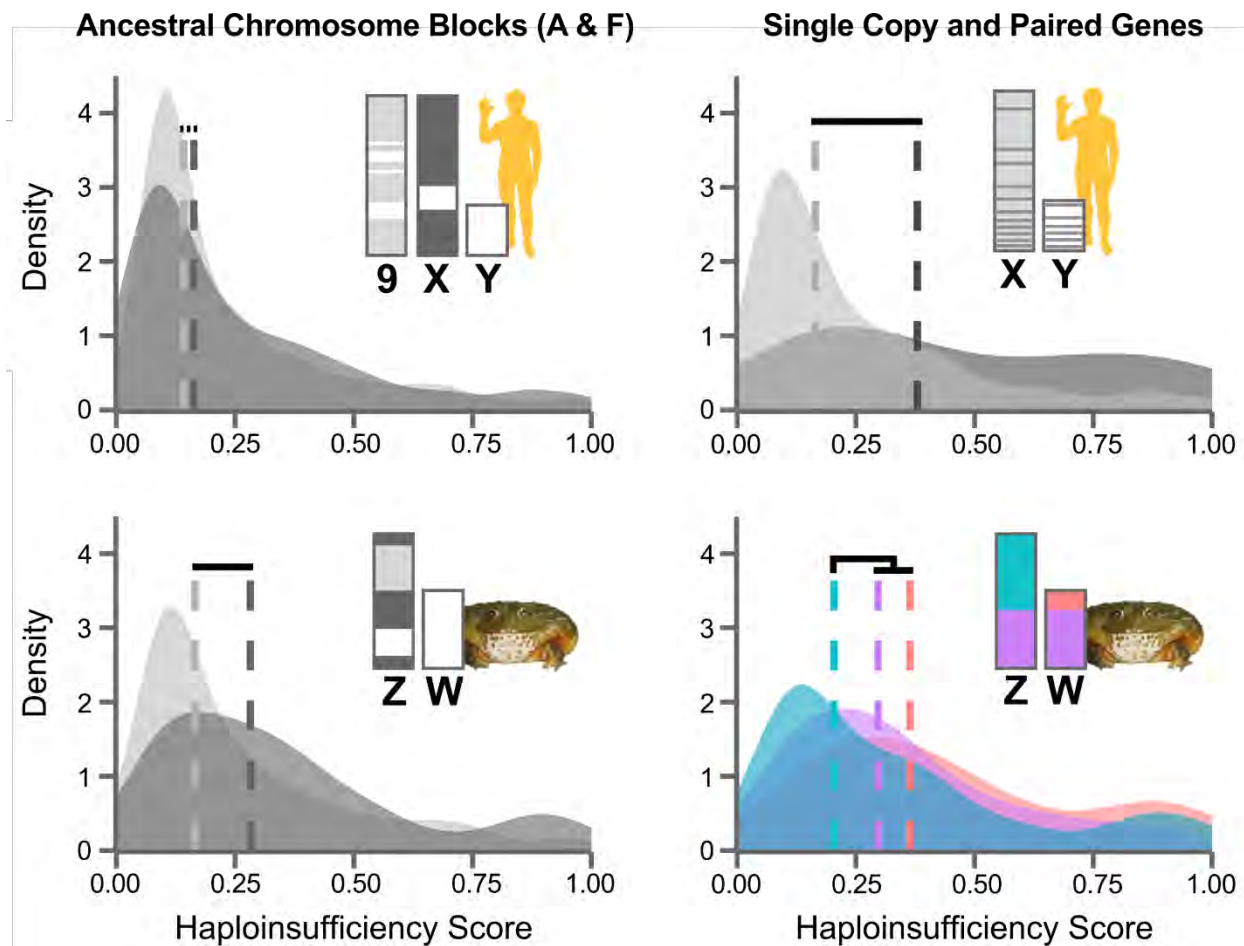 Ancestral Chromosome Blocks (A & F)
Single Copy and Paired Genes
Density
4
3
2
1
0
0.00 0.25 0.50 0.75 1.00
9 X Y
4
3
2
1
0
0.00 0.25 0.50 0.75 1.00
X Y
Density
4
3
2
1
0
0.00 0.25 0.50 0.75 1.00
Z W
Haploinsufficiency Score
4
3
2
1
0
0.00 0.25 0.50 0.75 1.00
Z W
Haploinsufficiency Score